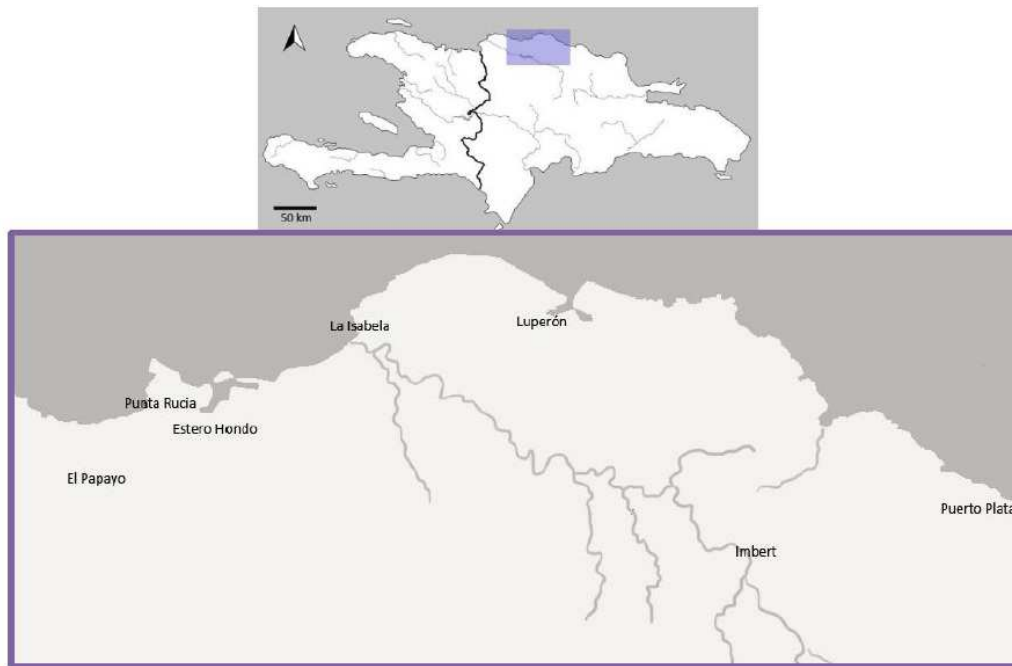 50 km
La Isabela
Luperón
Punta Rucia
Estero Hondo
El Papayo
Puerto Plata
Imbert